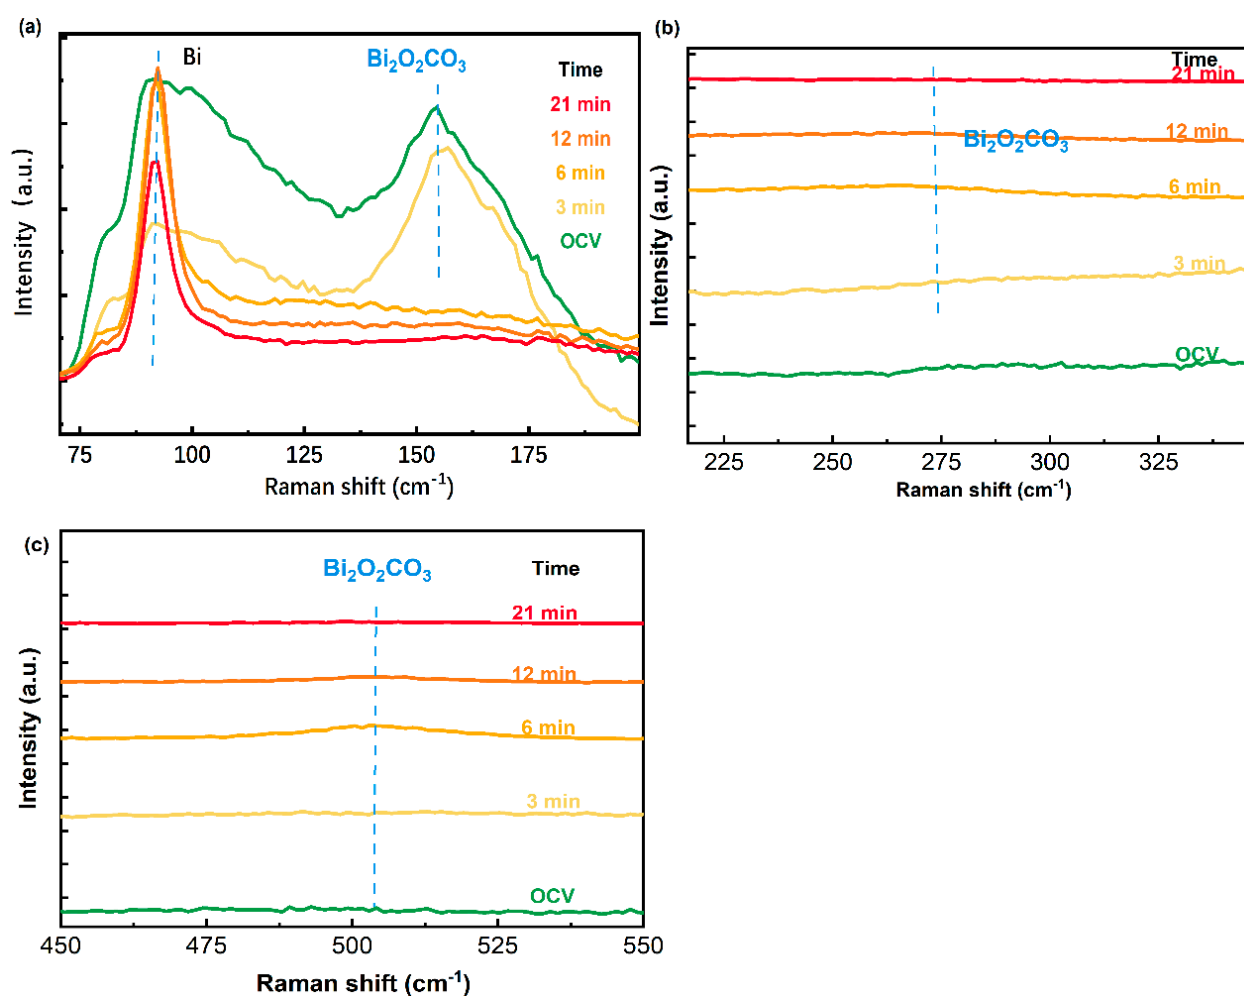 (a)
Bi
Bi₂O₂CO₃
Time
21 min
12 min
6 min
3 min
OCV
Intensity (a.u.)
75
100
125
150
175
Raman shift (cm⁻¹)
(b)
Time
21 min
12 min
Bi₂O₂CO₃
6 min
3 min
OCV
Intensity (a.u.)
225
250
275
300
325
Raman shift (cm⁻¹)
(c)
Bi₂O₂CO₃
Time
21 min
12 min
6 min
3 min
OCV
Intensity (a.u.)
450
475
500
525
550
Raman shift (cm⁻¹)